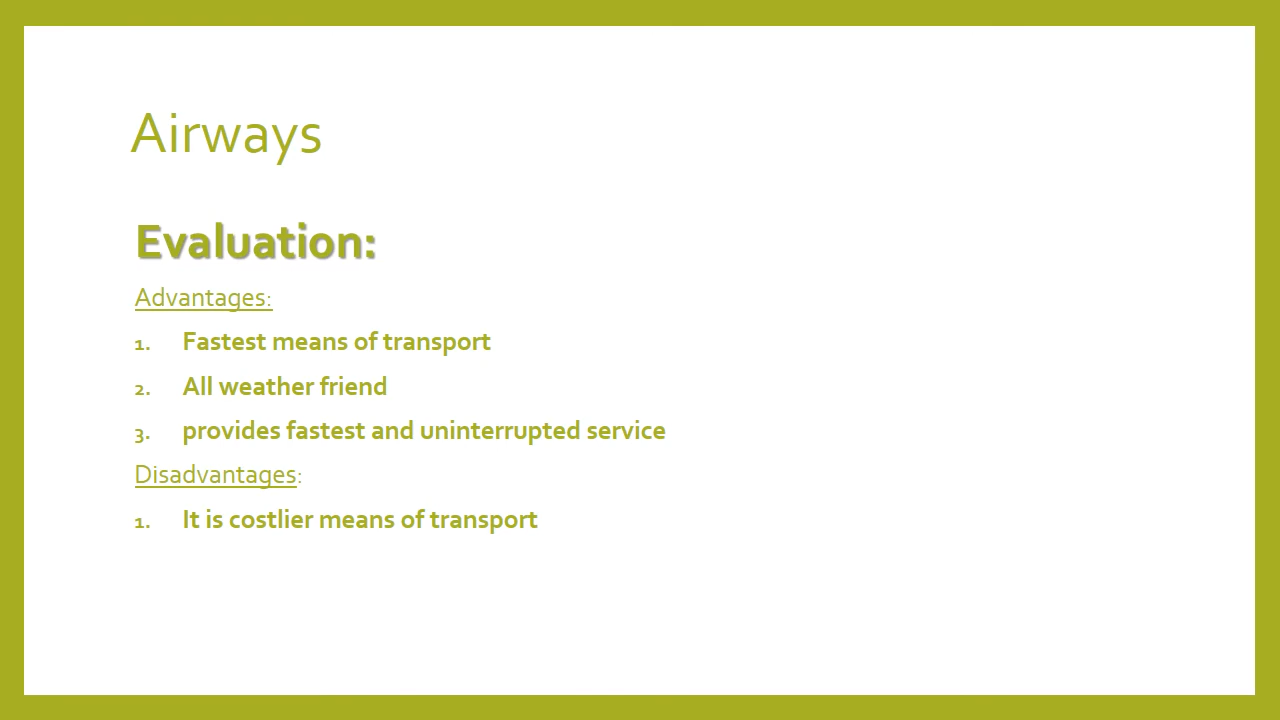 Airways
Evaluation:
Advantages:
1. Fastest means of transport
2. All weather friend
3. provides fastest and uninterrupted service
Disadvantages:
1. It is costlier means of transport